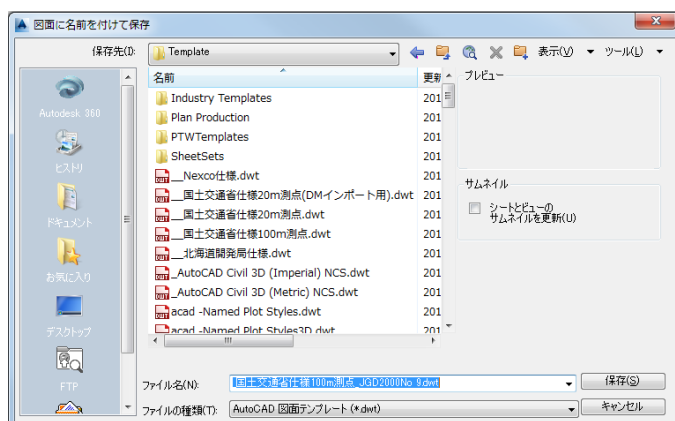 図面に名前を付けて保存
保存先(I):
Template
表示(V)
ツール(L)
Autodesk 360
ヒストリ
ドキュメント
お気に入り
デスクトップ
FTP
名前
更新
Industry Templates
201
Plan Production
201
PTWTemplates
201
SheetSets
201
__Nexco仕様.dwt
201
__国土交通省仕様20m測点(DMインポート用).dwt
201
__国土交通省仕様20m測点.dwt
201
__国土交通省仕様100m測点.dwt
201
__北海道開発局仕様.dwt
201
_AutoCAD Civil 3D (Imperial) NCS.dwt
201
_AutoCAD Civil 3D (Metric) NCS.dwt
201
acad -Named Plot Styles.dwt
201
acad -Named Plot Styles3D.dwt
201
プレビュー
サムネイル
シートとビューの
サムネイルを更新(U)
ファイル名(N):
国土交通省仕様100m測点_JGD2000No 9.dwt
保存(S)
ファイルの種類(T):
AutoCAD 図面テンプレート (*.dwt)
キャンセル